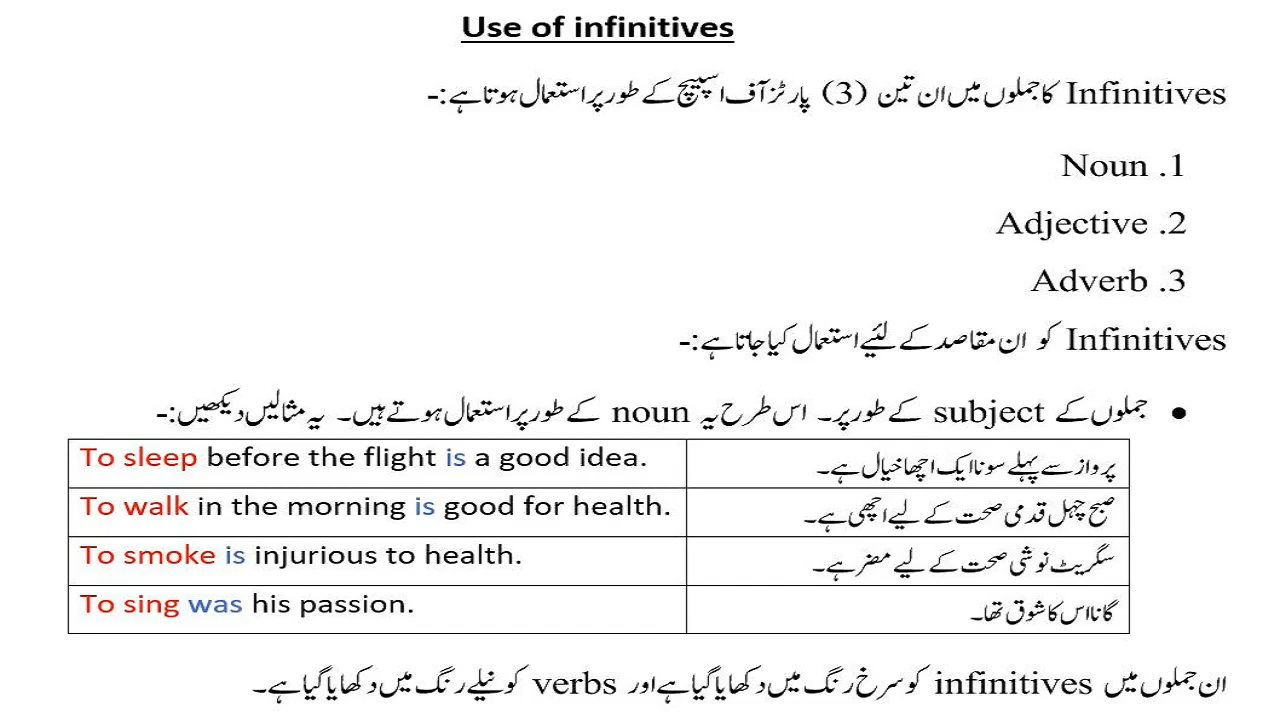 Use of infinitives
Infinitives کا جملوں میں ان تین (3) پارٹز آف اسپیچ کے طور پر استعمال ہوتا ہے:-
1. Noun
2. Adjective
3. Adverb
Infinitives کو ان مقاصد کے لئیے استعمال کیا جاتا ہے:-
• جملوں کے subject کے طور پر۔ اس طرح یہ noun کے طور پر استعمال ہوتے ہیں۔ یہ مثالیں دیکھیں:-
To sleep before the flight is a good idea. پرواز سے پہلے سونا ایک اچھا خیال ہے۔
To walk in the morning is good for health. صبح چہل قدمی صحت کے لیے اچھی ہے۔
To smoke is injurious to health. سگریٹ نوشی صحت کے لیے مضر ہے۔
To sing was his passion. گانا اس کا شوق تھا۔
ان جملوں میں infinitives کو سرخ رنگ میں دکھایا گیا ہے اور verbs کو نیلے رنگ میں دکھایا گیا ہے۔